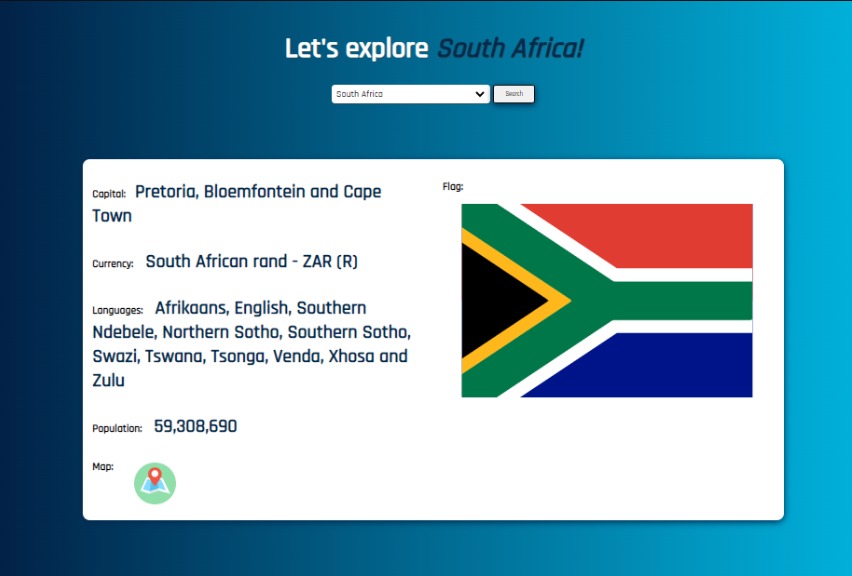 Let's explore South Africa!
South Africa
Search
Capital: Pretoria, Bloemfontein and Cape
Town
Currency: South African rand - ZAR (R)
Languages: Afrikaans, English, Southern
Ndebele, Northern Sotho, Southern Sotho,
Swazi, Tswana, Tsonga, Venda, Xhosa and
Zulu
Population: 59,308,690
Map:
Flag: